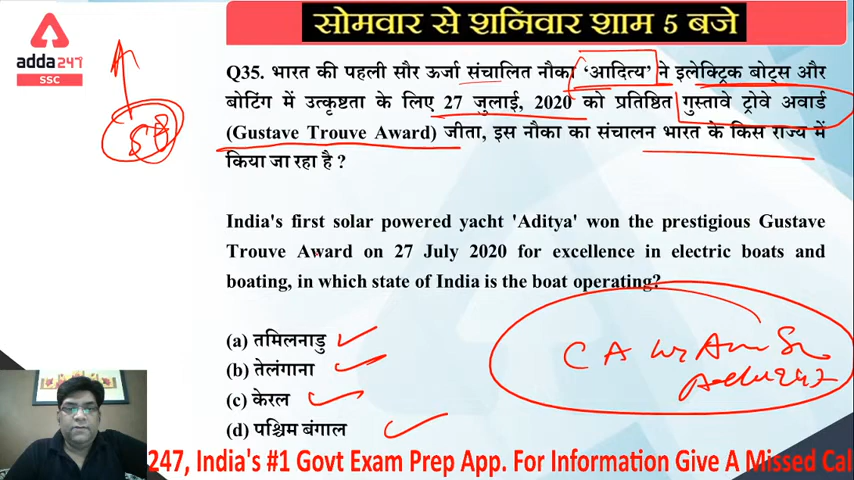 सोमवार से शनिवार शाम 5 बजे
adda247
SSC
Q35. भारत की पहली सौर ऊर्जा संचालित नौका 'आदित्य' ने इलेक्ट्रिक बोट्स और
बोटिंग में उत्कृष्टता के लिए 27 जुलाई, 2020 को प्रतिष्ठित गुस्तावे ट्रोवे अवार्ड
(Gustave Trouve Award) जीता, इस नौका का संचालन भारत के किस राज्य में
किया जा रहा है ?
India's first solar powered yacht 'Aditya' won the prestigious Gustave
Trouve Award on 27 July 2020 for excellence in electric boats and
boating, in which state of India is the boat operating?
(a) तमिलनाडु
(b) तेलंगाना
(c) केरल
(d) पश्चिम बंगाल
C A
Adda247
247, India's #1 Govt Exam Prep App. For Information Give A Missed Cal